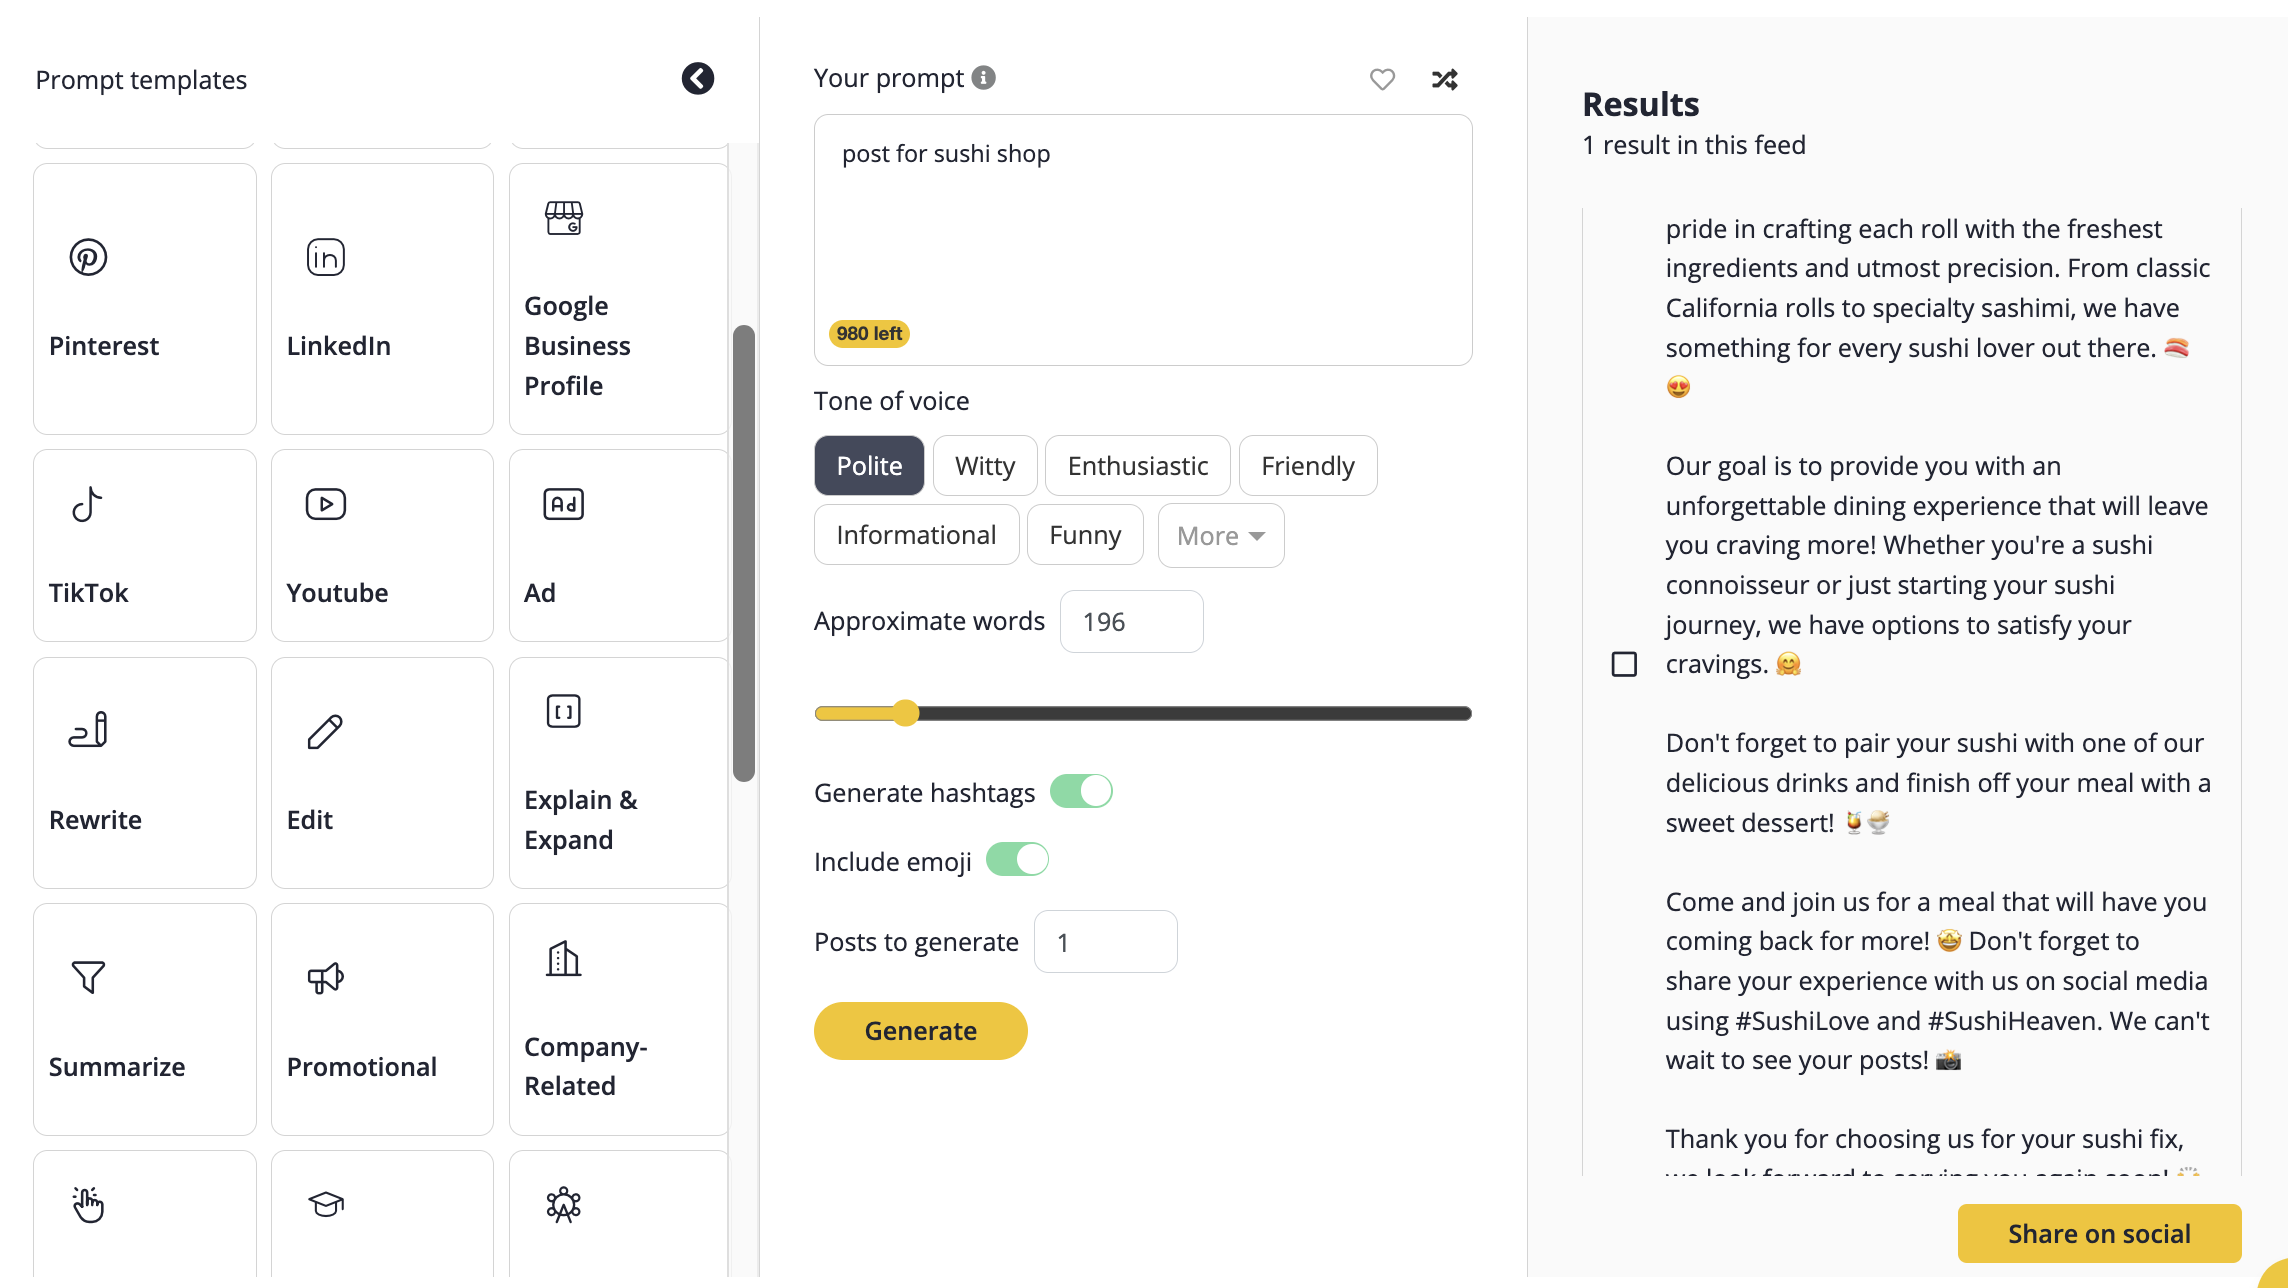 Prompt templates
Pinterest
LinkedIn
Google
Business
Profile
TikTok
Youtube
Ad
Ad
Rewrite
Edit
Explain &
Expand
Summarize
Promotional
Company-
Related
Your prompt
post for sushi shop
980 left
Tone of voice
Polite
Witty
Enthusiastic
Friendly
Informational
Funny
More
Approximate words
196
Generate hashtags
Include emoji
Posts to generate
1
Generate
Results
1 result in this feed
pride in crafting each roll with the freshest
ingredients and utmost precision. From classic
California rolls to specialty sashimi, we have
something for every sushi lover out there. 🍣
😍
Our goal is to provide you with an
unforgettable dining experience that will leave
you craving more! Whether you're a sushi
connoisseur or just starting your sushi
journey, we have options to satisfy your
cravings. 🤗
Don't forget to pair your sushi with one of our
delicious drinks and finish off your meal with a
sweet dessert! 🍹🍨
Come and join us for a meal that will have you
coming back for more! 🤩 Don't forget to
share your experience with us on social media
using #SushiLove and #SushiHeaven. We can't
wait to see your posts! 📸
Thank you for choosing us for your sushi fix,
we look forward to serving you again soon!
Share on social